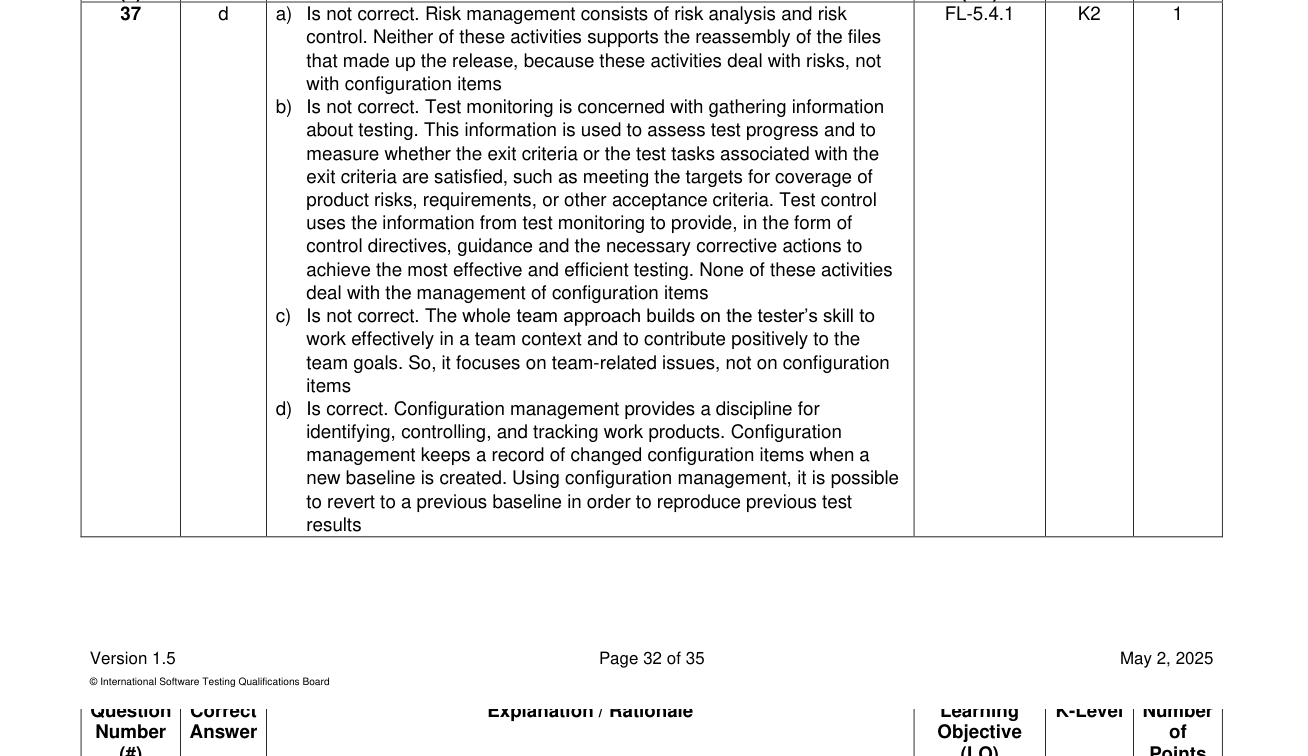 37 d a) Is not correct. Risk management consists of risk analysis and risk FL-5.4.1 K2 1
control. Neither of these activities supports the reassembly of the files
that made up the release, because these activities deal with risks, not
with configuration items
b) Is not correct. Test monitoring is concerned with gathering information
about testing. This information is used to assess test progress and to
measure whether the exit criteria or the test tasks associated with the
exit criteria are satisfied, such as meeting the targets for coverage of
product risks, requirements, or other acceptance criteria. Test control
uses the information from test monitoring to provide, in the form of
control directives, guidance and the necessary corrective actions to
achieve the most effective and efficient testing. None of these activities
deal with the management of configuration items
c) Is not correct. The whole team approach builds on the tester’s skill to
work effectively in a team context and to contribute positively to the
team goals. So, it focuses on team-related issues, not on configuration
items
d) Is correct. Configuration management provides a discipline for
identifying, controlling, and tracking work products. Configuration
management keeps a record of changed configuration items when a
new baseline is created. Using configuration management, it is possible
to revert to a previous baseline in order to reproduce previous test
results
Version 1.5 Page 32 of 35 May 2, 2025
© International Software Testing Qualifications Board
Question Correct Explanation / Rationale Learning K-Level Number
Number Answer Objective of
(#) (LO) Points